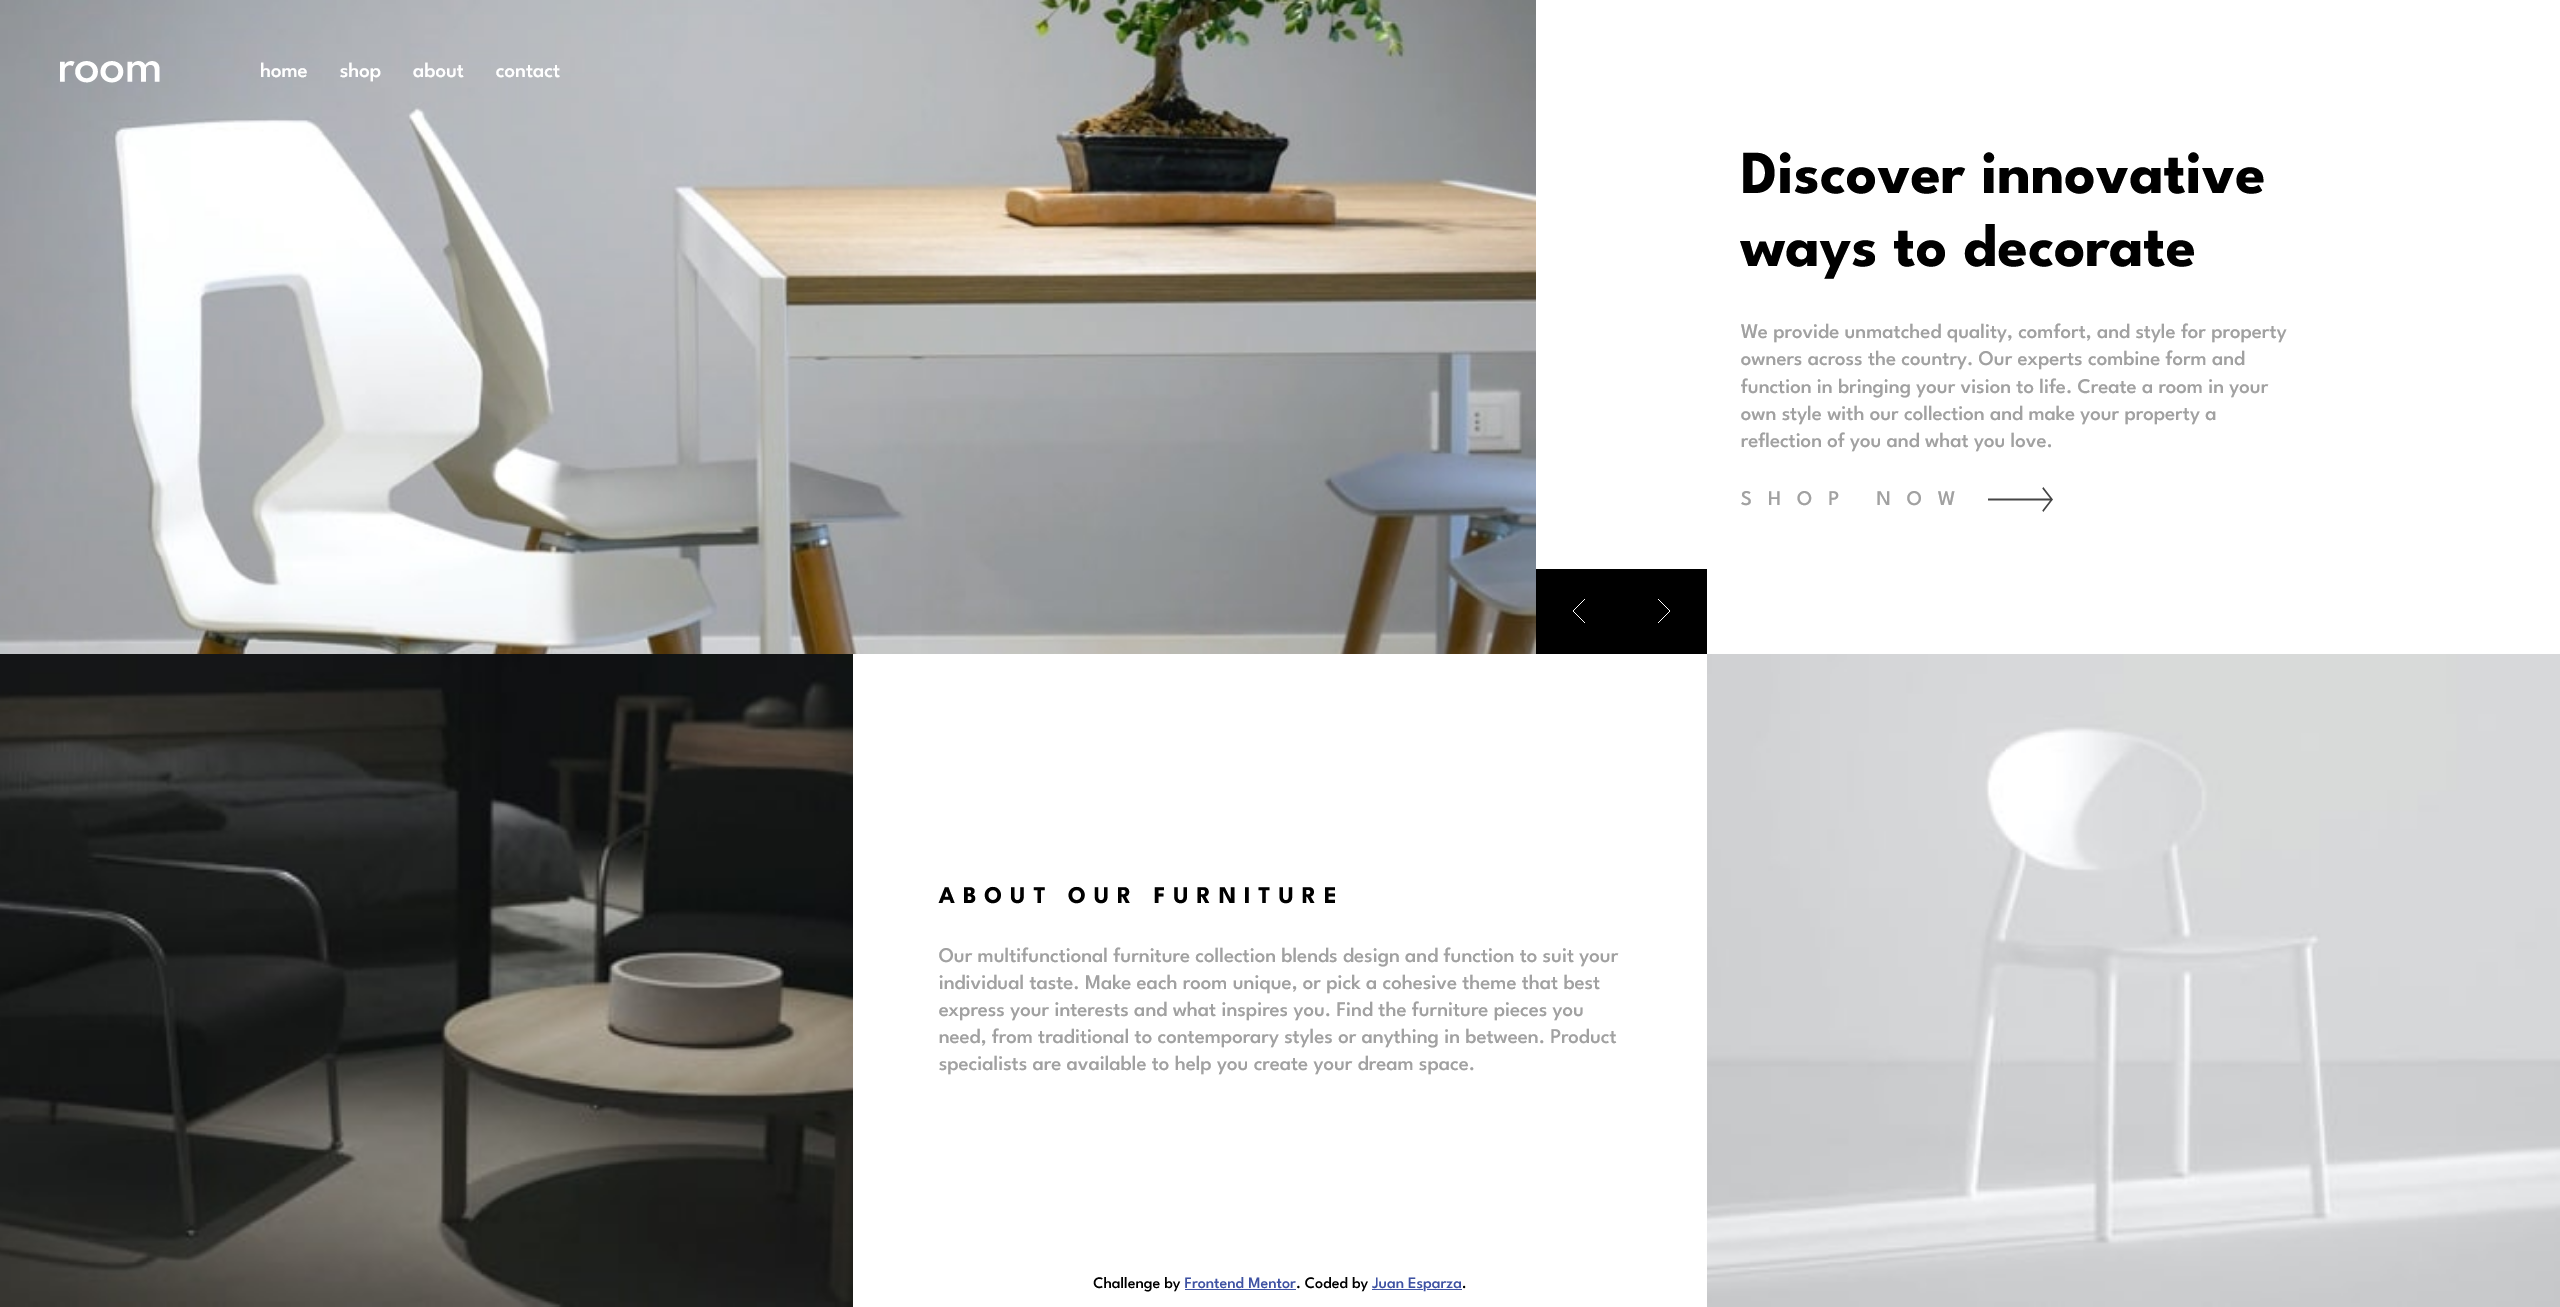 room
home shop about contact
Discover innovative
ways to decorate
We provide unmatched quality, comfort, and style for property
owners across the country. Our experts combine form and
function in bringing your vision to life. Create a room in your
own style with our collection and make your property a
reflection of you and what you love.
SHOP NOW
ABOUT OUR FURNITURE
Our multifunctional furniture collection blends design and function to suit your
individual taste. Make each room unique, or pick a cohesive theme that best
express your interests and what inspires you. Find the furniture pieces you
need, from traditional to contemporary styles or anything in between. Product
specialists are available to help you create your dream space.
Challenge by Frontend Mentor. Coded by Juan Esparza.